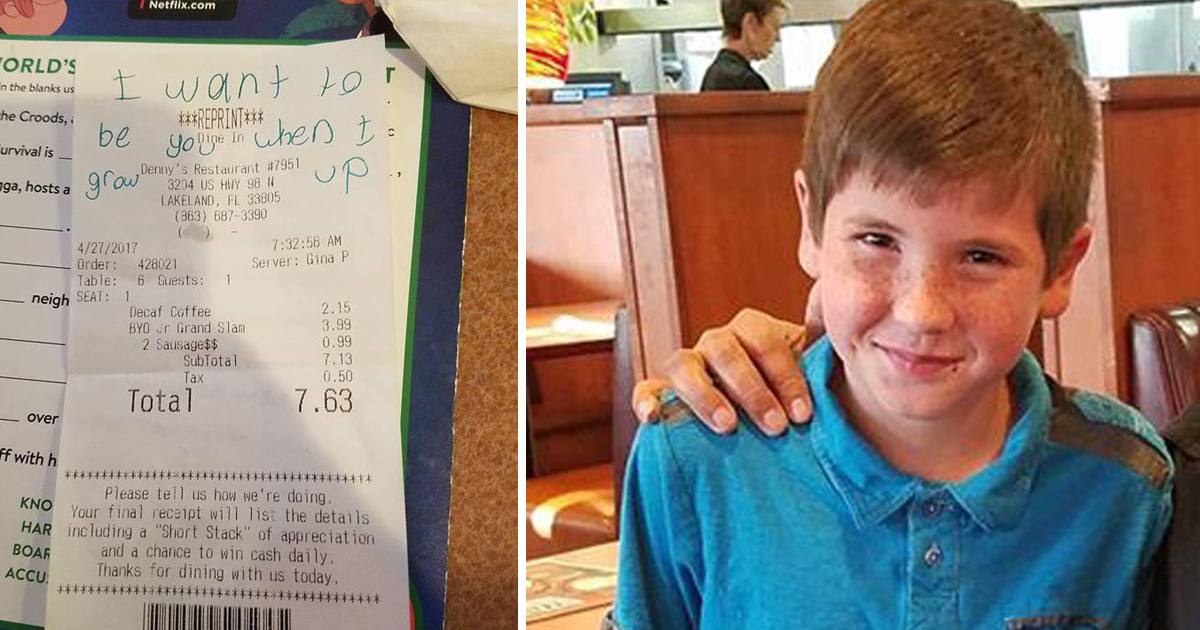 Netflix.com
WORLD'S
in the blanks us
the Croods,
urvival is
gga, hosts a
neigh
over
ff with h
KNO
HAR
BOAR
ACCU
T
c
I want to
***REPRINT***
be you when I
Dine In
grow up
Denny's Restaurant #7951
3204 US HWY 98 N
LAKELAND, FL 33805
(863) 687-3390
( ) -
4/27/2017 7:32:56 AM
Order: 428021 Server: Gina P
Table: 6 Guests: 1
SEAT: 1
Decaf Coffee 2.15
BYO Jr Grand Slam 3.99
2 Sausage$$ 0.99
SubTotal 7.13
Tax 0.50
Total 7.63
Please tell us how we're doing.
Your final receipt will list the details
including a "Short Stack" of appreciation
and a chance to win cash daily.
Thanks for dining with us today.